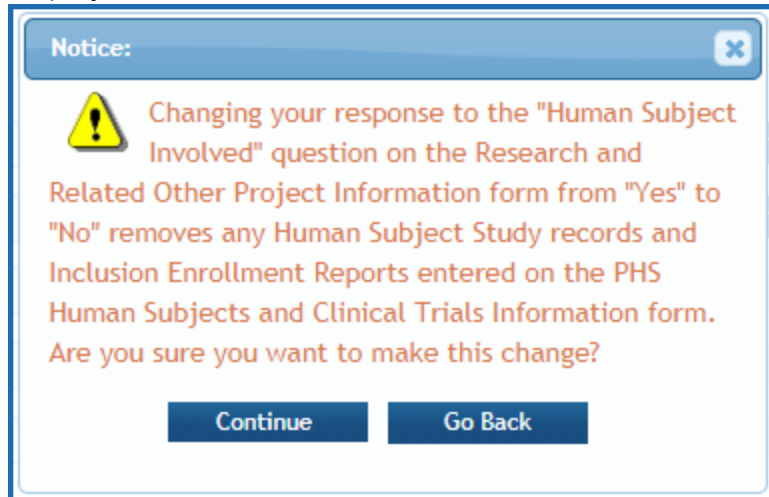 Notice:
Changing your response to the "Human Subject
Involved" question on the Research and
Related Other Project Information form from "Yes" to
"No" removes any Human Subject Study records and
Inclusion Enrollment Reports entered on the PHS
Human Subjects and Clinical Trials Information form.
Are you sure you want to make this change?
Continue Go Back